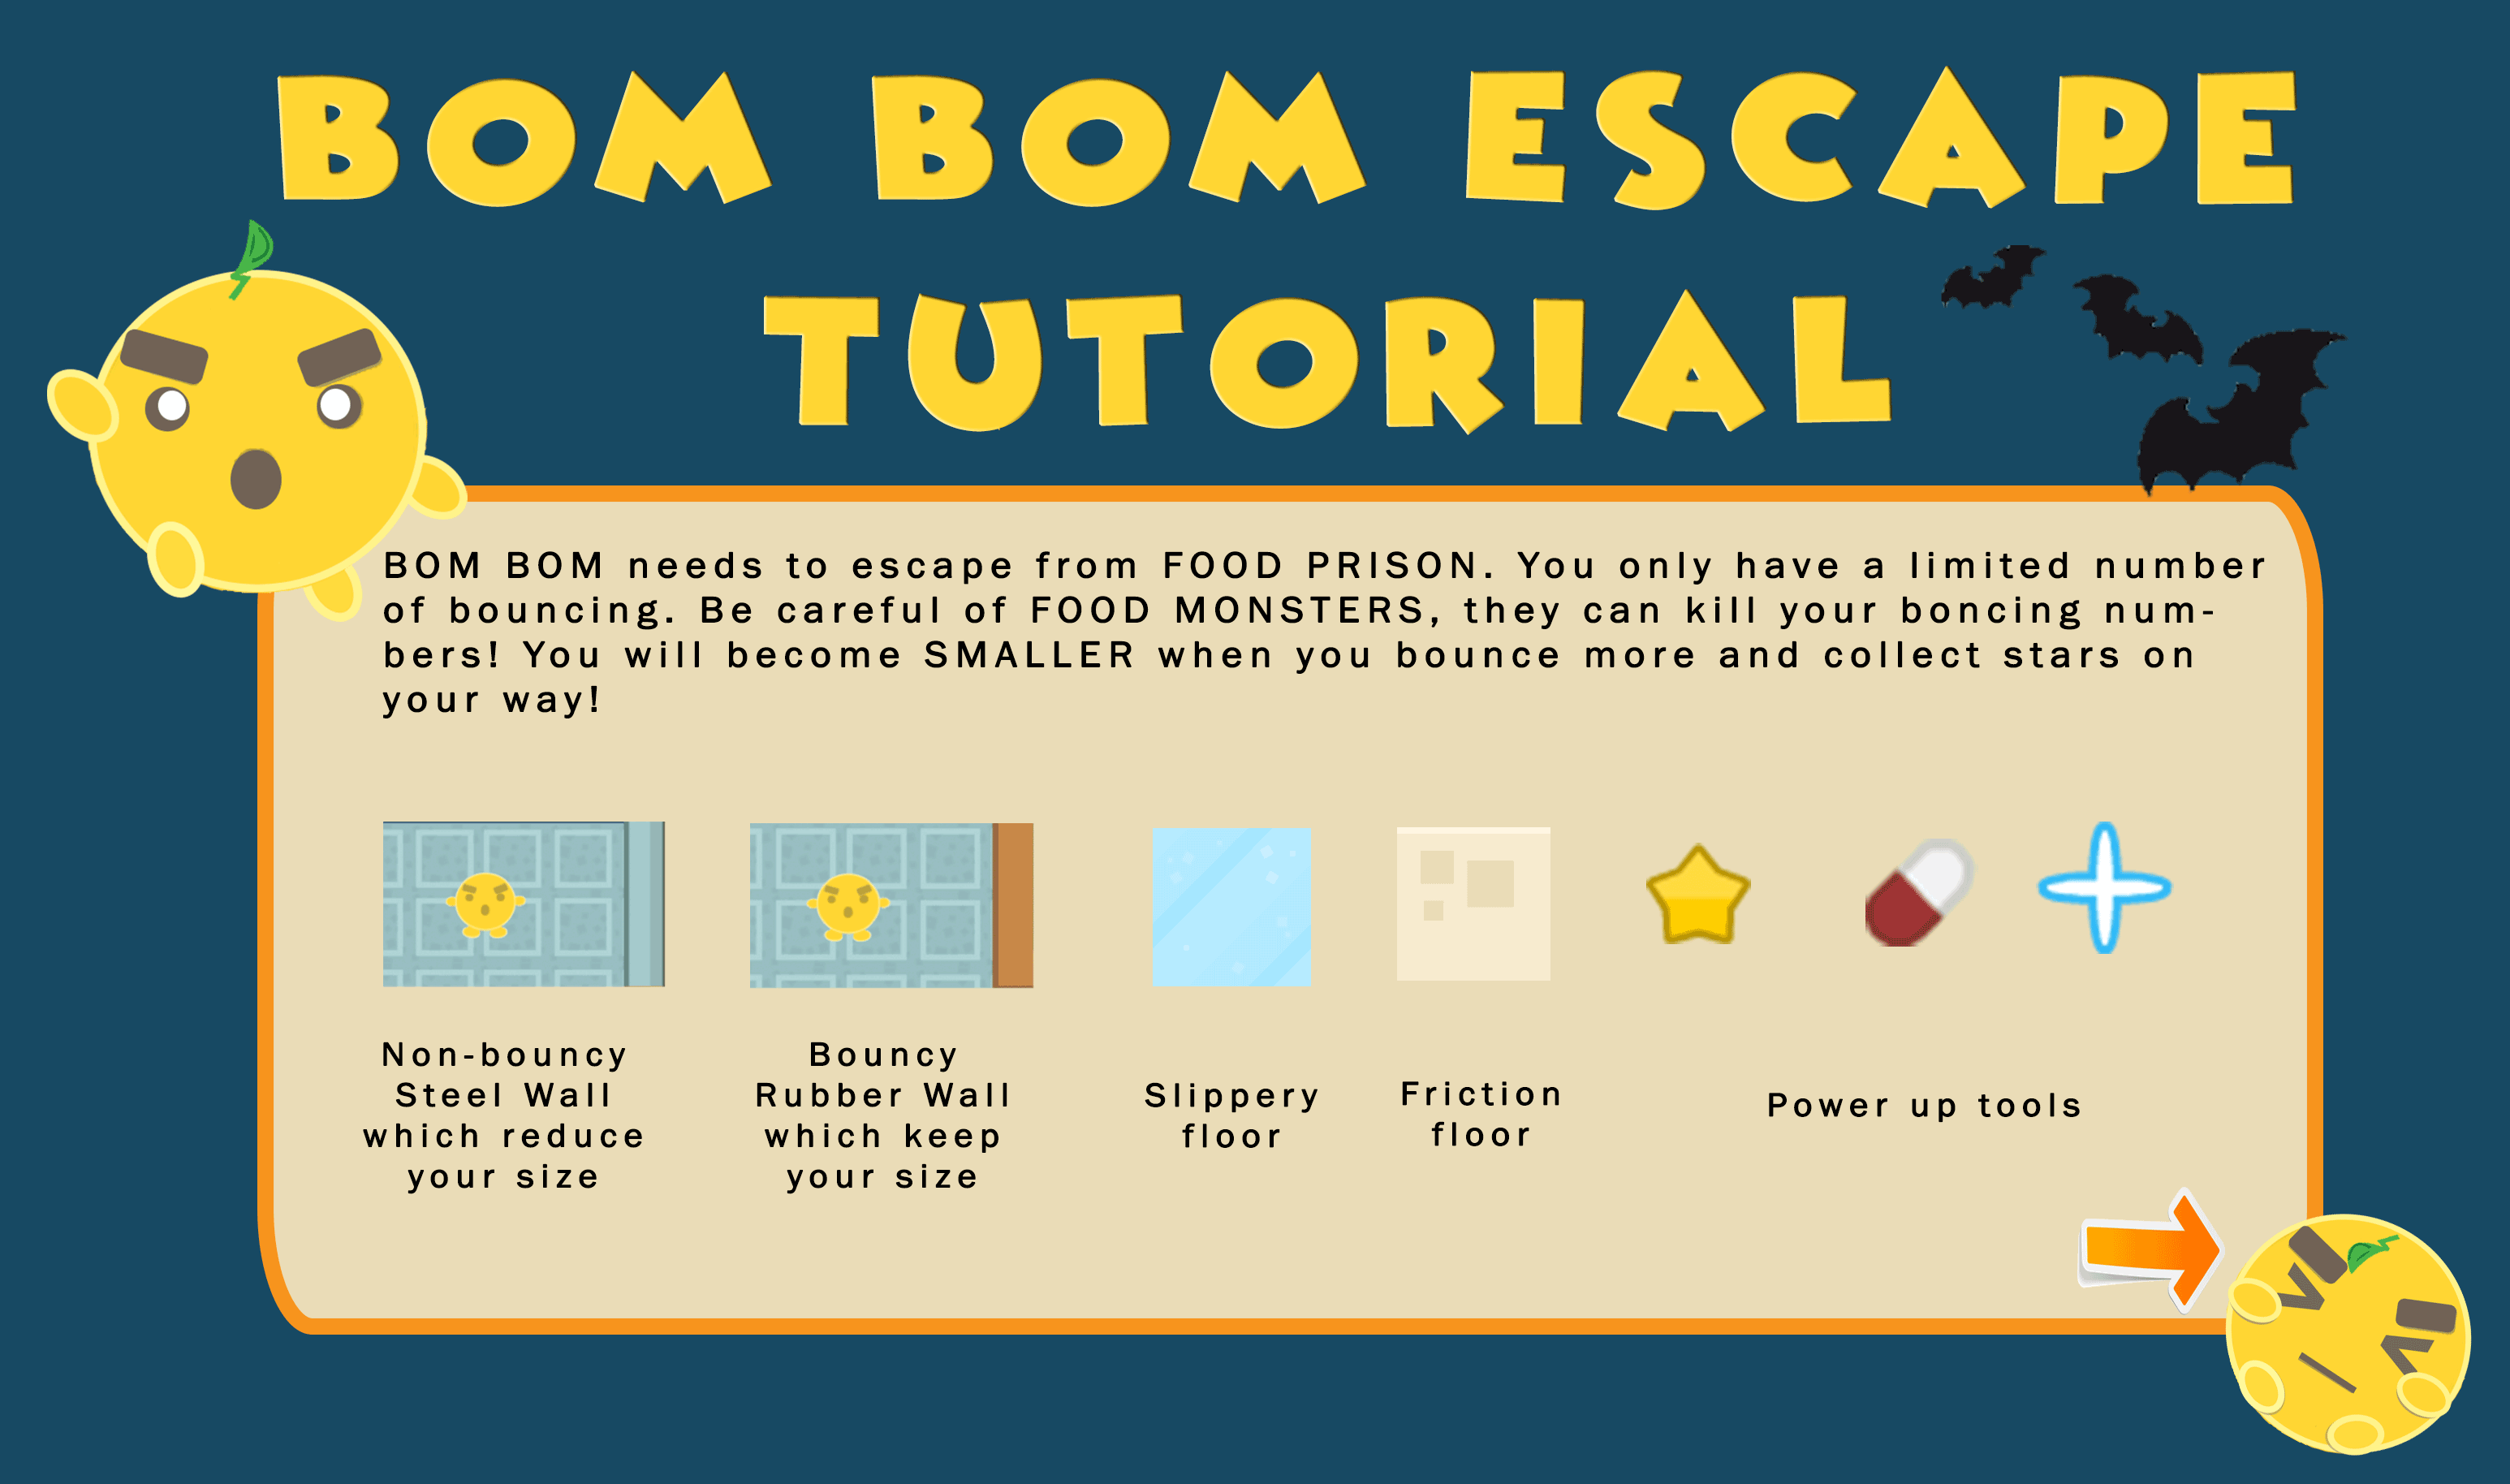 BOM BOM ESCAPE
TUTORIAL
BOM BOM needs to escape from FOOD PRISON. You only have a limited number
of bouncing. Be careful of FOOD MONSTERS, they can kill your boncing num-
bers! You will become SMALLER when you bounce more and collect stars on
your way!
Non-bouncy
Steel Wall
which reduce
your size
Bouncy
Rubber Wall
which keep
your size
Slippery
floor
Friction
floor
Power up tools